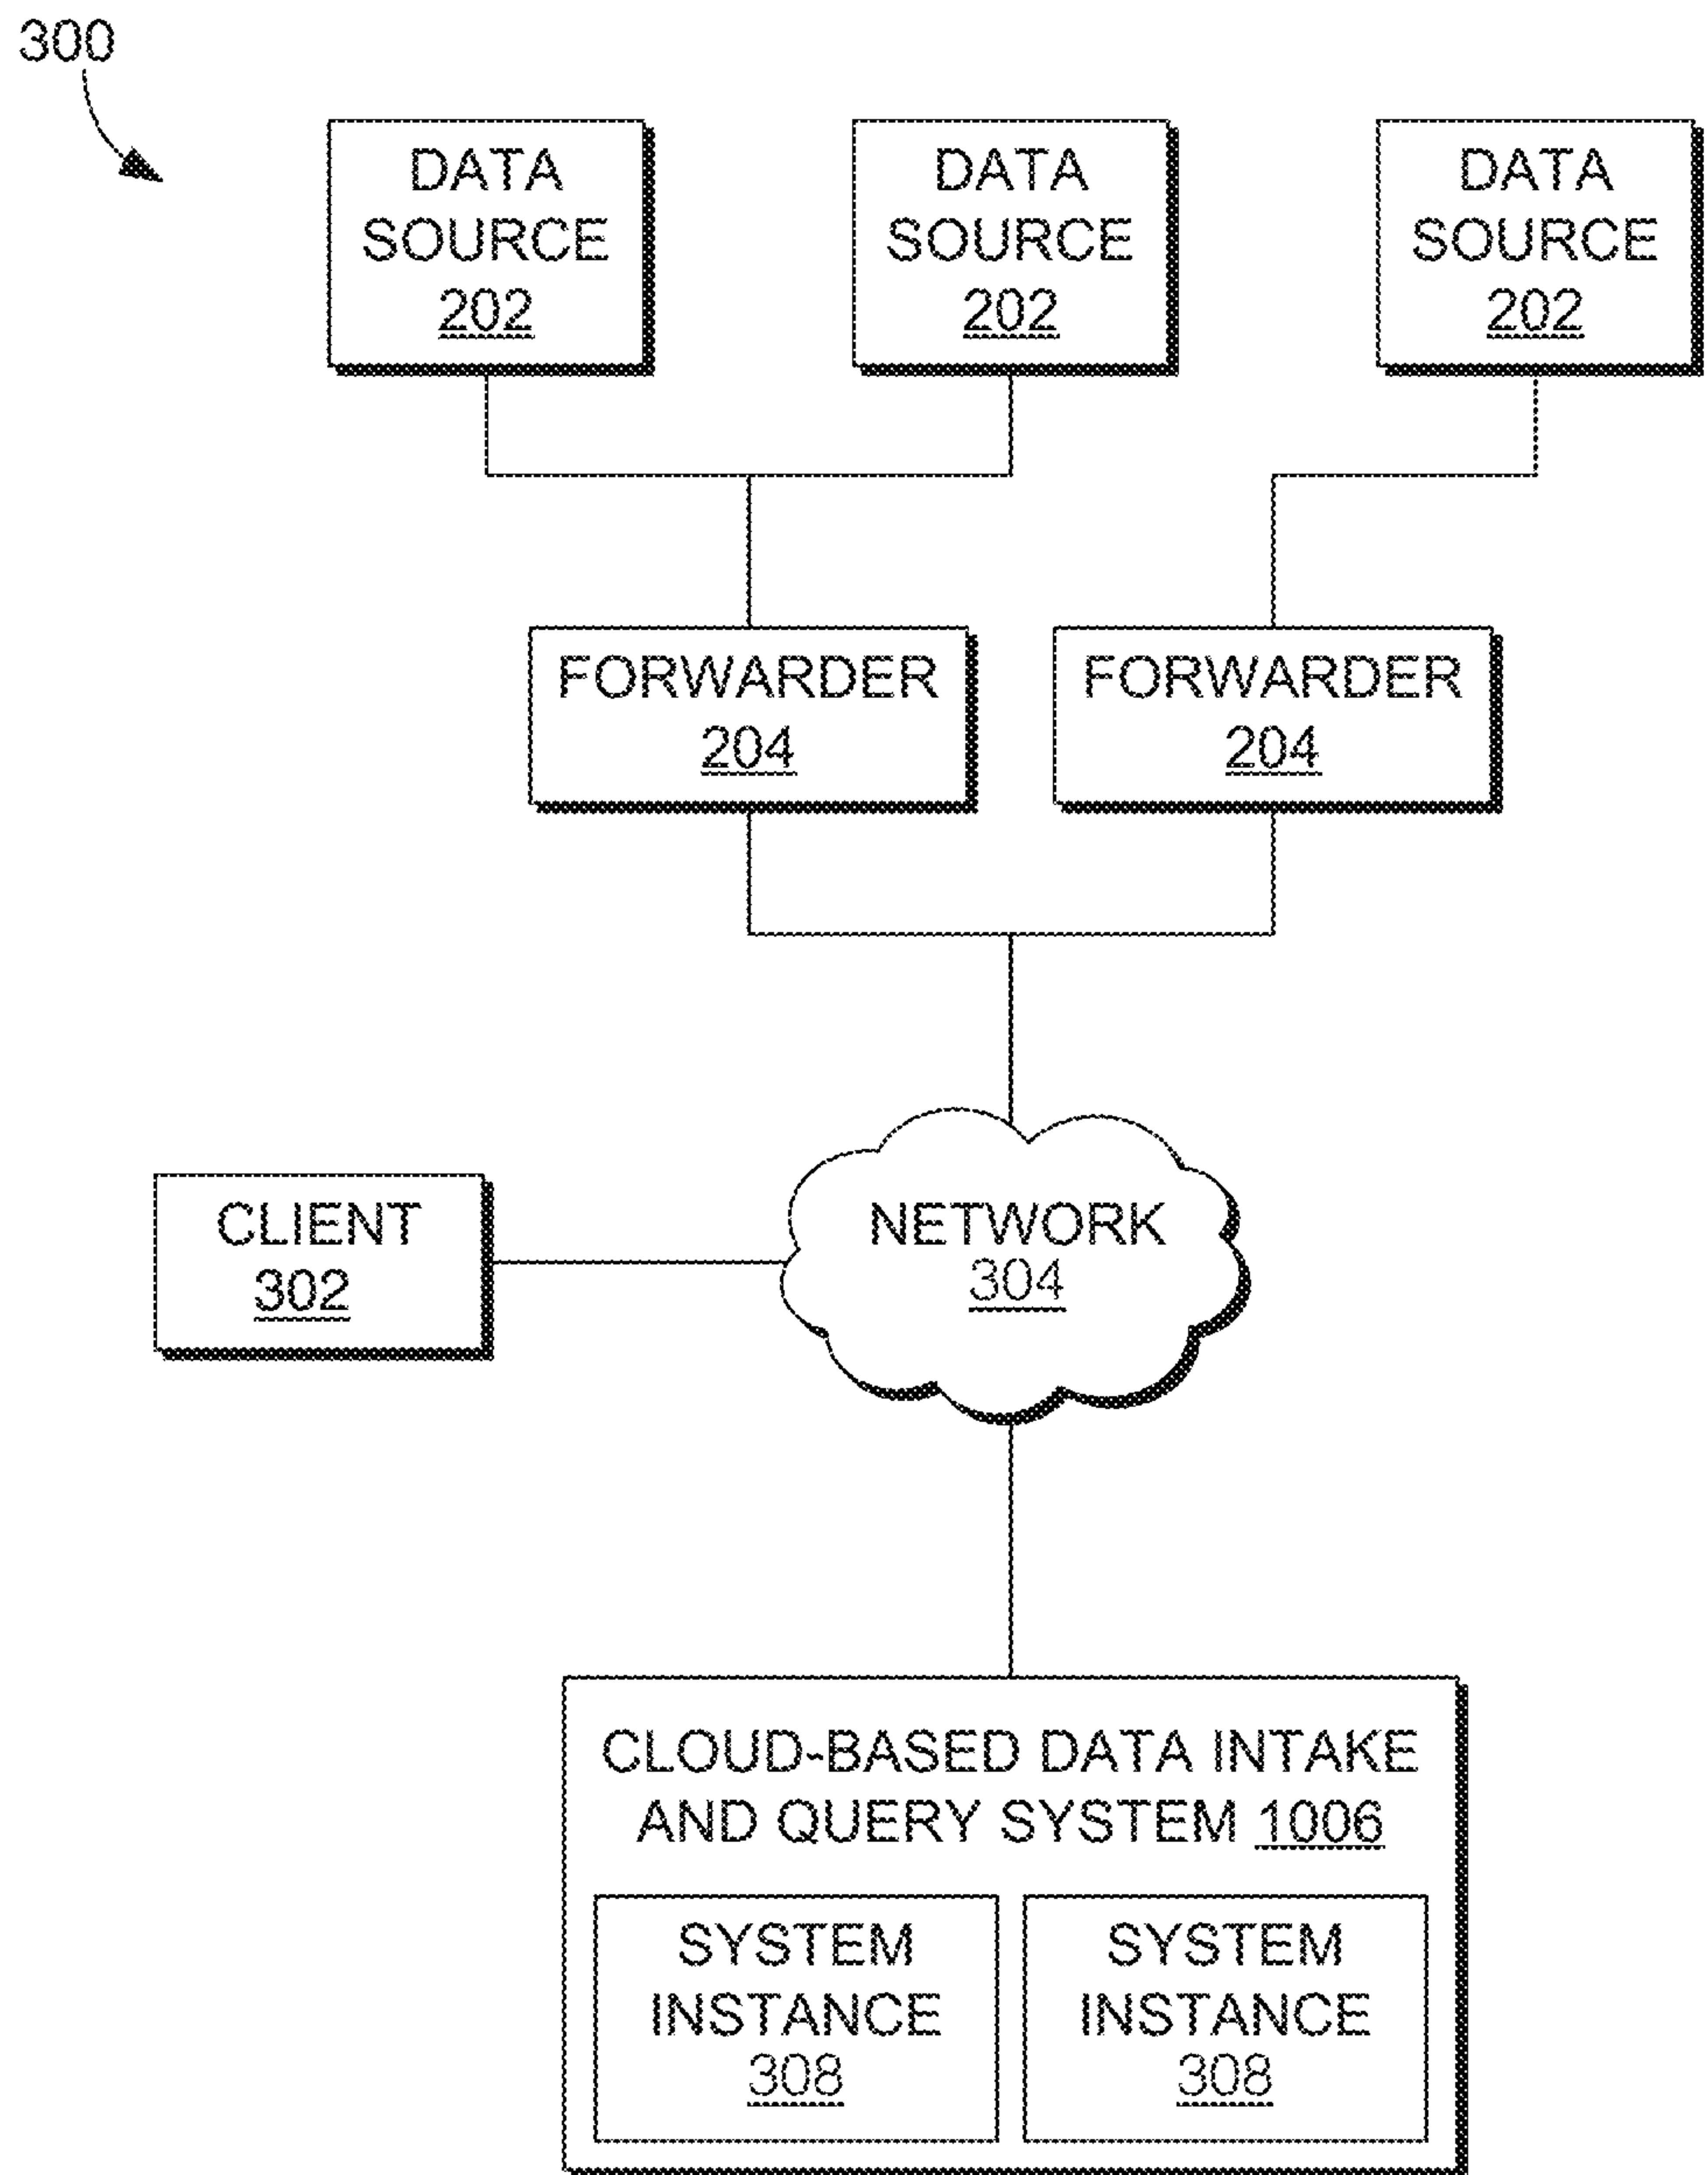 300
DATA
SOURCE
202
DATA
SOURCE
202
DATA
SOURCE
202
FORWARDER
204
FORWARDER
204
CLIENT
302
NETWORK
304
CLOUD-BASED DATA INTAKE
AND QUERY SYSTEM 1006
SYSTEM
INSTANCE
308
SYSTEM
INSTANCE
308